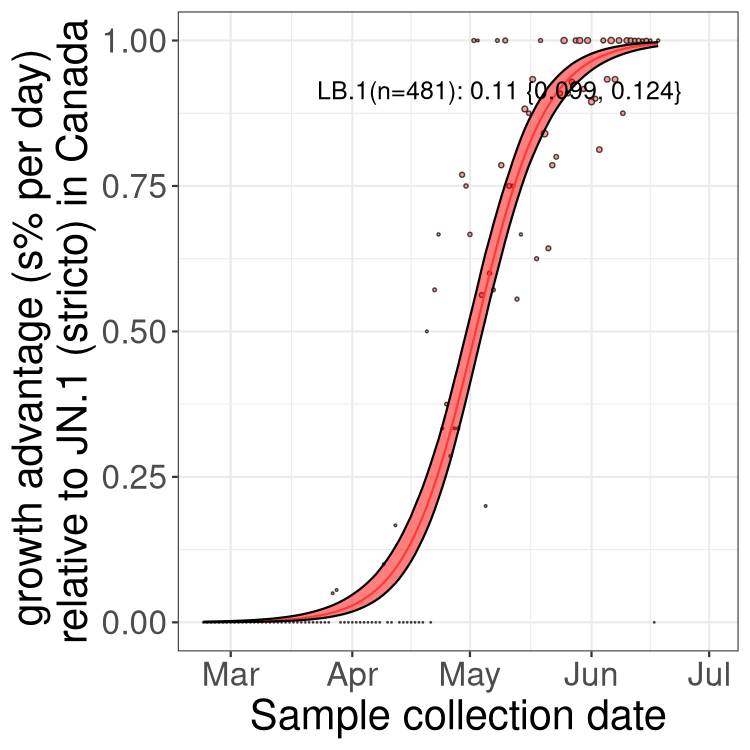 growth advantage (s% per day)
relative to JN.1 (stricto) in Canada
1.00
0.75
0.50
0.25
0.00
LB.1(n=481): 0.11 {0.099, 0.124}
Mar
Apr
May
Jun
Jul
Sample collection date